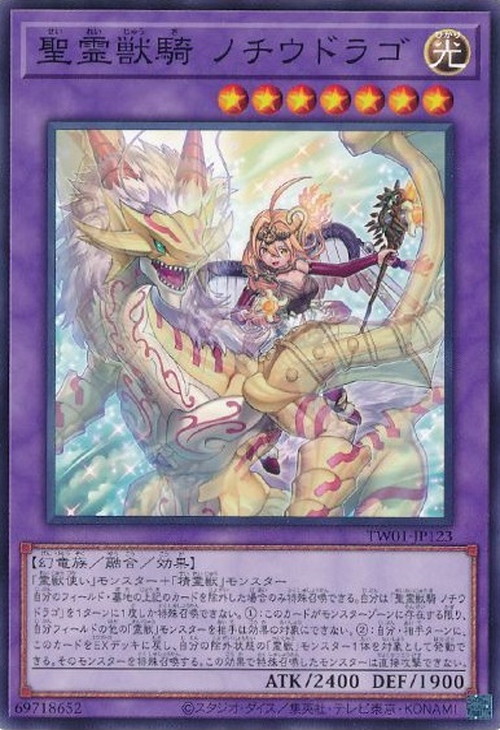 聖霊獣騎 ノチウドラゴ
光
TW01-JP123
【幻竜族/融合/効果】
「霊獣使い」モンスター+「精霊獣」モンスター
自分のフィールド・墓地の上記のカードを除外した場合のみ特殊召喚できる。自分は「聖霊獣騎 ノチウ
ドラゴ」を1ターンに1度しか特殊召喚できない。①:このカードがモンスターゾーンに存在する限り、
自分フィールドの他の「霊獣」モンスターを相手は効果の対象にできない。②:自分・相手ターンに、
このカードをEXデッキに戻し、自分の除外状態の「霊獣」モンスター1体を対象として発動で
きる。そのモンスターを特殊召喚する。この効果で特殊召喚したモンスターは直接攻撃できない。
ATK/2400 DEF/1900
69718652
©スタジオ・ダイス/集英社・テレビ東京・KONAMI